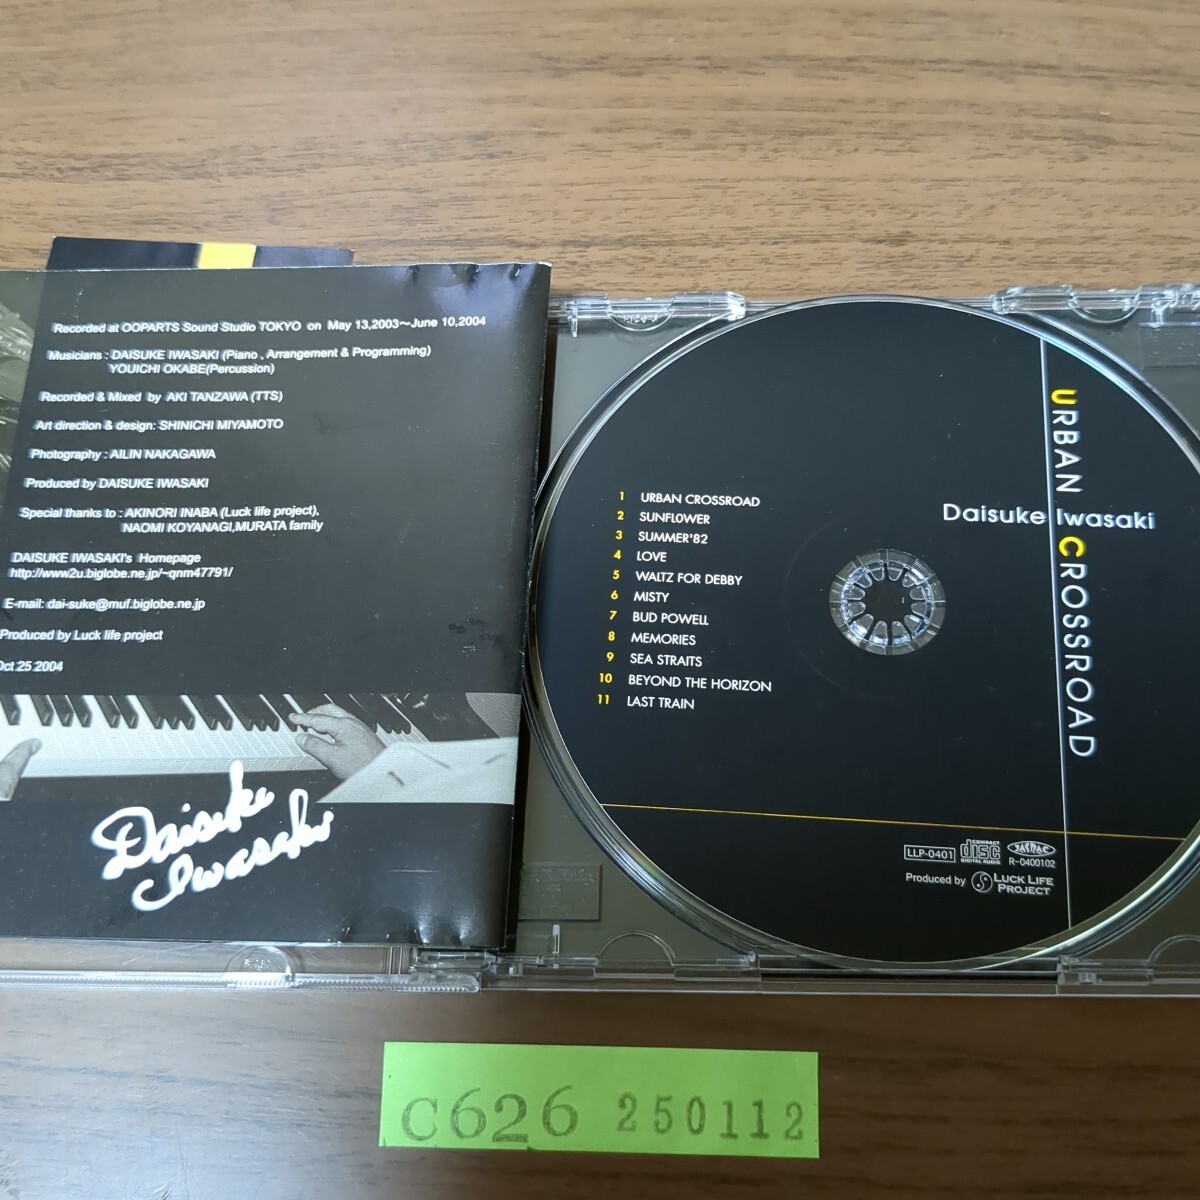 Recorded at OOPARTS Sound Studio TOKYO on May 13,2003～June 10,2004
Musicians : DAISUKE IWASAKI (Piano , Arrangement & Programming)
YOUICHI OKABE(Percussion)
Recorded & Mixed by AKI TANZAWA (TTS)
Art direction & design: SHINICHI MIYAMOTO
Photography : AILIN NAKAGAWA
Produced by DAISUKE IWASAKI
Special thanks to : AKINORI INABA (Luck life project),
NAOMI KOYANAGI,MURATA family
DAISUKE IWASAKI's Homepage
http://www2u.biglobe.ne.jp/~qnm47791/
E-mail: dai-suke@muf.biglobe.ne.jp
Produced by Luck life project
Oct 25 2004
Daisuke
Iwasaki
1 URBAN CROSSROAD
2 SUNFL0WER
3 SUMMER'82
4 LOVE
5 WALTZ FOR DEBBY
6 MISTY
7 BUD POWELL
8 MEMORIES
9 SEA STRAITS
10 BEYOND THE HORIZON
11 LAST TRAIN
Daisuke Iwasaki
URBAN CROSSROAD
LLP-0401
COMPACT
disc
DIGITAL AUDIO
JASRAC
R-0400102
Produced by LUCK LIFE
PROJECT
C626 250112